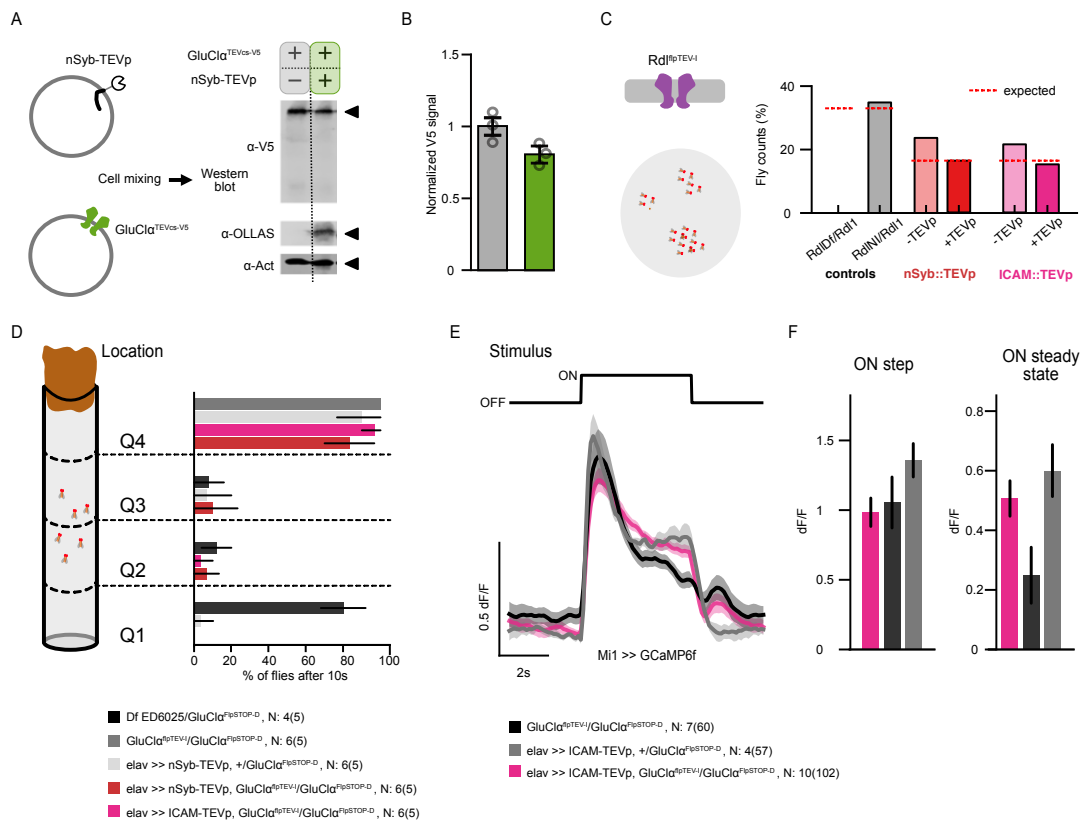 A
nSyb-TEVp
GluClα^TEVcs-V5
nSyb-TEVp
+ +
− +
α-V5
Cell mixing
Western
blot
GluClα^TEVcs-V5
α-OLLAS
α-Act
B
Normalized V5 signal
1.5
1
0.5
0
C
Rdl^flpTEV-I
Fly counts (%)
60
40
20
0
expected
RdlDf/Rdl1
RdlNI/Rdl1
-TEVp
+TEVp
-TEVp
+TEVp
controls
nSyb::TEVp
ICAM::TEVp
D
Location
Q4
Q3
Q2
Q1
0 20 40 60 80 100
% of flies after 10s
Df ED6025/GluClα^FlpSTOP-D, N: 4(5)
GluClα^flpTEV-I/GluClα^FlpSTOP-D, N: 6(5)
elav >> nSyb-TEVp, +/GluClα^FlpSTOP-D, N: 6(5)
elav >> nSyb-TEVp, GluClα^flpTEV-I/GluClα^FlpSTOP-D, N: 6(5)
elav >> ICAM-TEVp, GluClα^flpTEV-I/GluClα^FlpSTOP-D, N: 6(5)
E
Stimulus
ON
OFF
0.5 dF/F
2s
Mi1 >> GCaMP6f
GluClα^flpTEV-I/GluClα^FlpSTOP-D, N: 7(60)
elav >> ICAM-TEVp, +/GluClα^FlpSTOP-D, N: 4(57)
elav >> ICAM-TEVp, GluClα^flpTEV-I/GluClα^FlpSTOP-D, N: 10(102)
F
ON step
dF/F
1.5
1
0.5
0
ON steady
state
dF/F
0.8
0.6
0.4
0.2
0